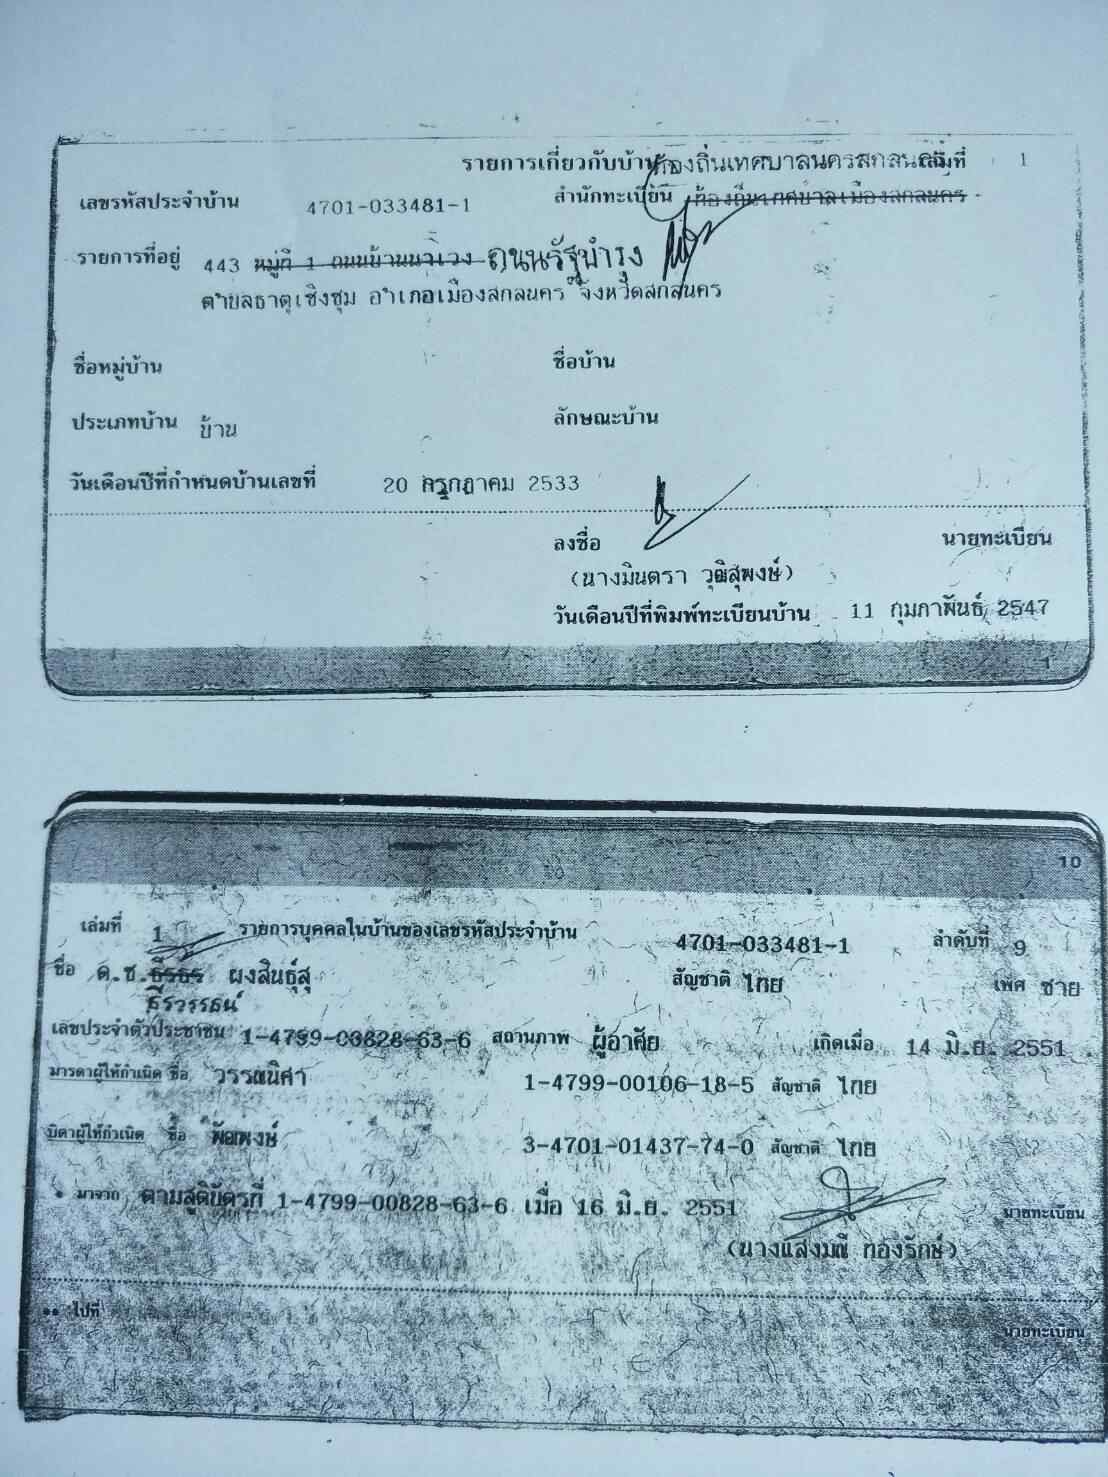 รายการเกี่ยวกับบ้าน เล่มที่ 1
ท้องถิ่นเทศบาลนครสกลนคร
เลขรหัสประจำบ้าน 4701-033481-1 สำนักทะเบียน ท้องถิ่นเทศบาลเมืองสกลนคร
รายการที่อยู่ 443 หมู่ที่ 1 ถนนบ้านนาเวง ถนนรัฐบำรุง
ตำบลธาตุเชิงชุม อำเภอเมืองสกลนคร จังหวัดสกลนคร
ชื่อหมู่บ้าน ชื่อบ้าน
ประเภทบ้าน บ้าน ลักษณะบ้าน
วันเดือนปีที่กำหนดบ้านเลขที่ 20 กรกฎาคม 2533
ลงชื่อ นายทะเบียน
(นางมินตรา วุฒิสุพงษ์)
วันเดือนปีที่พิมพ์ทะเบียนบ้าน 11 กุมภาพันธ์ 2547
1
10
เล่มที่ 1 รายการบุคคลในบ้านของเลขรหัสประจำบ้าน 4701-033481-1 ลำดับที่ 9
ชื่อ ด.ช. ผงสินธุ์สุ สัญชาติ ไทย เพศ ชาย
ธีรวรรธน์
เลขประจำตัวประชาชน 1-4799-00828-63-6 สถานภาพ ผู้อาศัย เกิดเมื่อ 14 มิ.ย. 2551
มารดาผู้ให้กำเนิด ชื่อ วรรณนิศา 1-4799-00106-18-5 สัญชาติ ไทย
บิดาผู้ให้กำเนิด ชื่อ 3-4701-01437-74-0 สัญชาติ ไทย
* มาจาก ตามสูติบัตรที่ 1-4799-00828-63-6 เมื่อ 16 มิ.ย. 2551 นายทะเบียน
(นางแสงมณี ทองรักษ์)
** ไปที่
นายทะเบียน